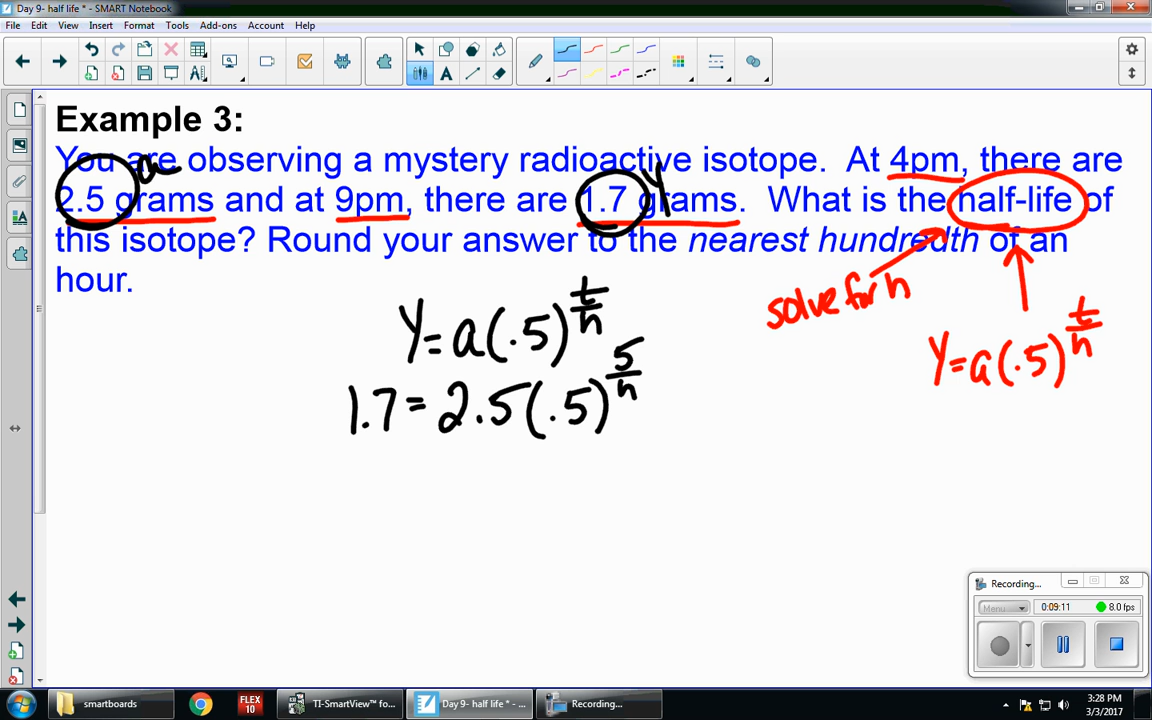 Day 9- half life * - SMART Notebook
File Edit View Insert Format Tools Add-ons Account Help
Example 3:
You are observing a mystery radioactive isotope. At 4pm, there are
2.5 grams and at 9pm, there are 1.7 grams. What is the half-life of
this isotope? Round your answer to the nearest hundredth of an
hour.
a
y
solve for h
y=a(.5)^t/h
1.7=2.5(.5)^5/h
y=a(.5)^t/h
Recording...
Menu 0:09:11 8.0 fps
smartboards FLEX 10 TI-SmartView™ fo... Day 9- half life * - ... Recording... 3:28 PM
3/3/2017